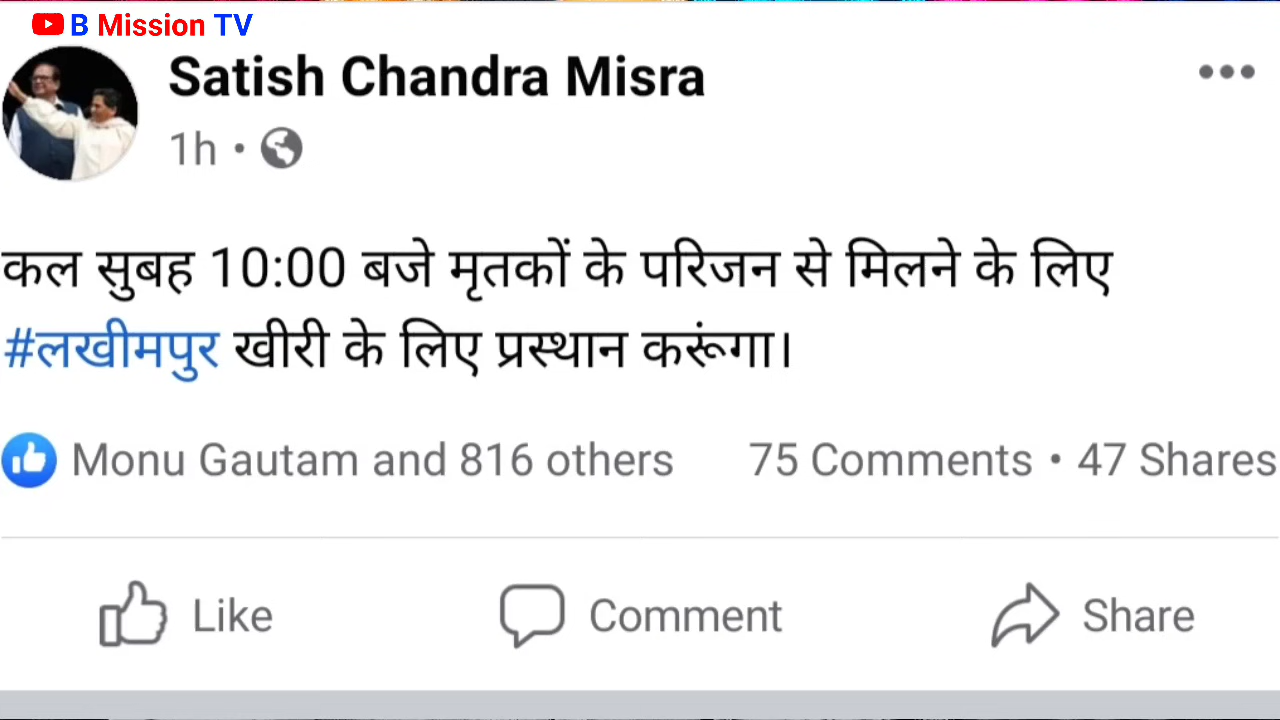 B Mission TV
Satish Chandra Misra
1h •
कल सुबह 10:00 बजे मृतकों के परिजन से मिलने के लिए
#लखीमपुर खीरी के लिए प्रस्थान करूंगा।
Monu Gautam and 816 others 75 Comments • 47 Shares
Like Comment Share